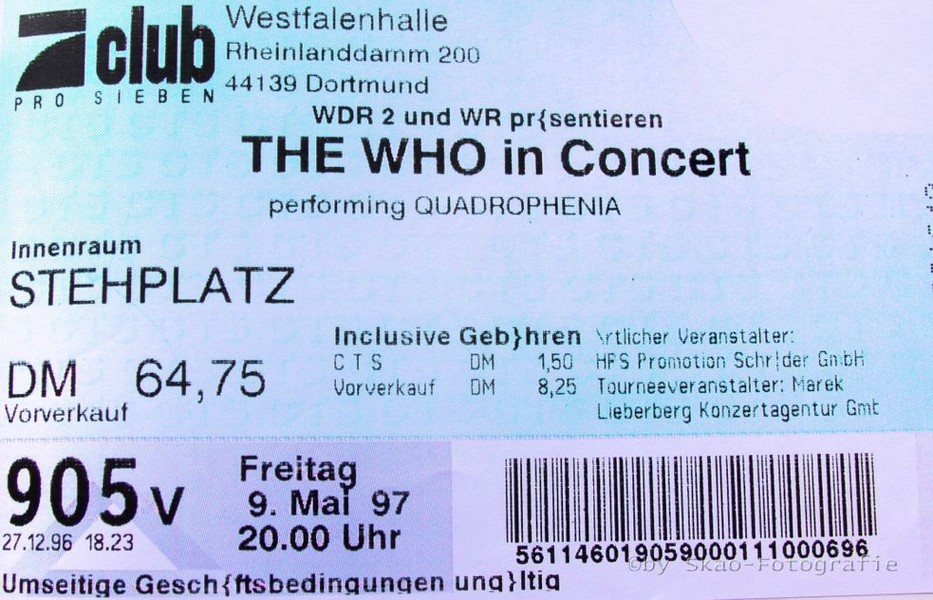 club
PRO SIEBEN
Westfalenhalle
Rheinlanddamm 200
44139 Dortmund
WDR 2 und WR pr{sentieren
THE WHO in Concert
performing QUADROPHENIA
Innenraum
STEHPLATZ
Inclusive Geb}hren
CTS DM 1,50
Vorverkauf DM 8,25
\rtlicher Veranstalter:
HFS Promotion Schr¦der GmbH
Tourneeveranstalter: Marek
Lieberberg Konzertagentur Gmt
DM 64,75
Vorverkauf
905 v
27.12.96 18.23
Freitag
9. Mai 97
20.00 Uhr
561146019059000111000696
©by Skao-Fotografie
Umseitige Gesch{ftsbedingungen ung}ltig